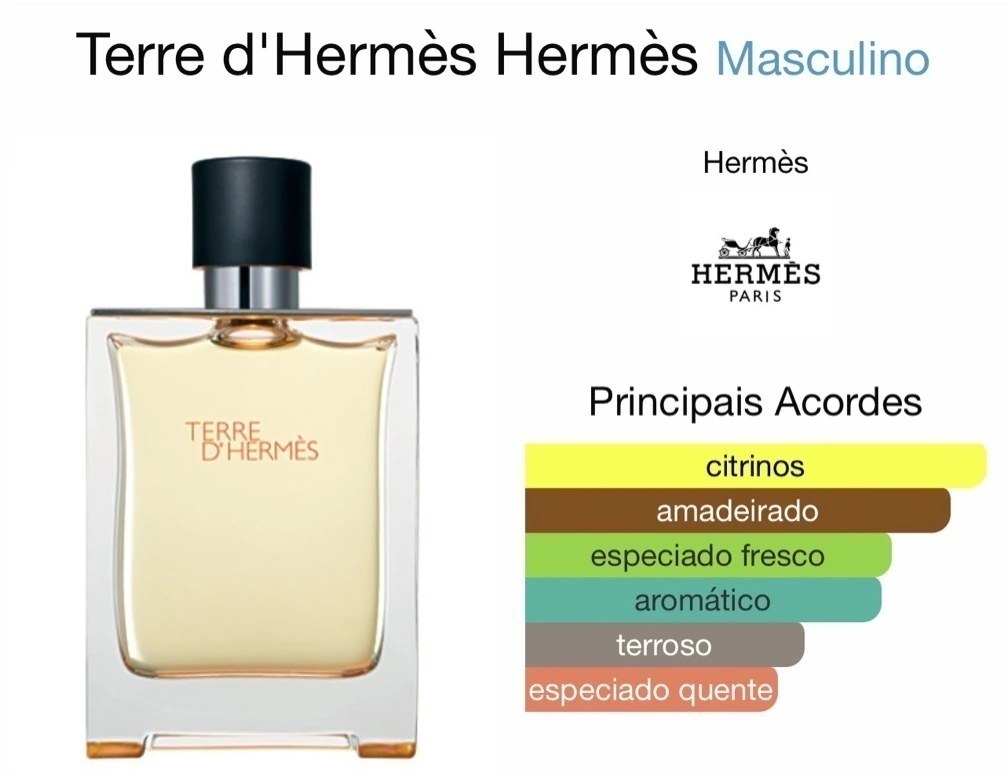 Terre d'Hermès Hermès Masculino
Hermès
HERMÈS
PARIS
TERRE
D'HERMÈS
Principais Acordes
citrinos
amadeirado
especiado fresco
aromático
terroso
especiado quente